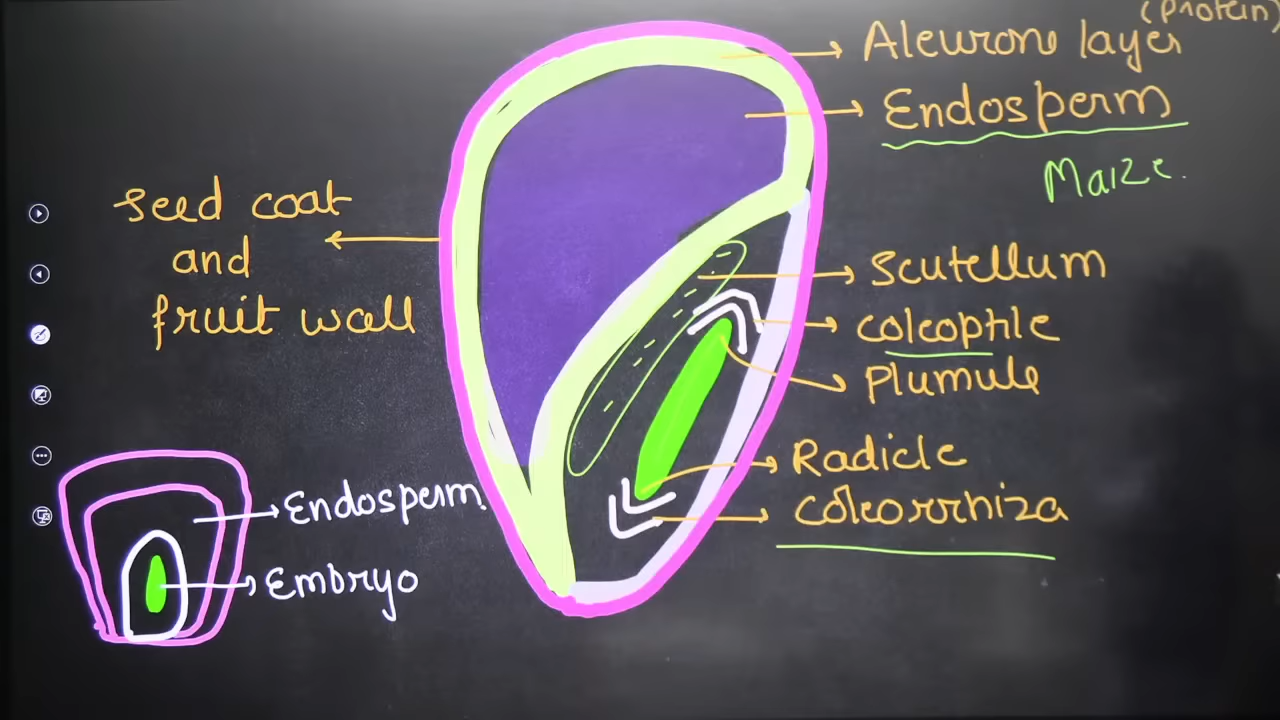 (Protein)
Aleurone layer
Endosperm
Maize.
Seed coat
and
fruit wall
Scutellum
Coleoptile
Plumule
Radicle
Coleorrhiza
Endosperm
Embryo